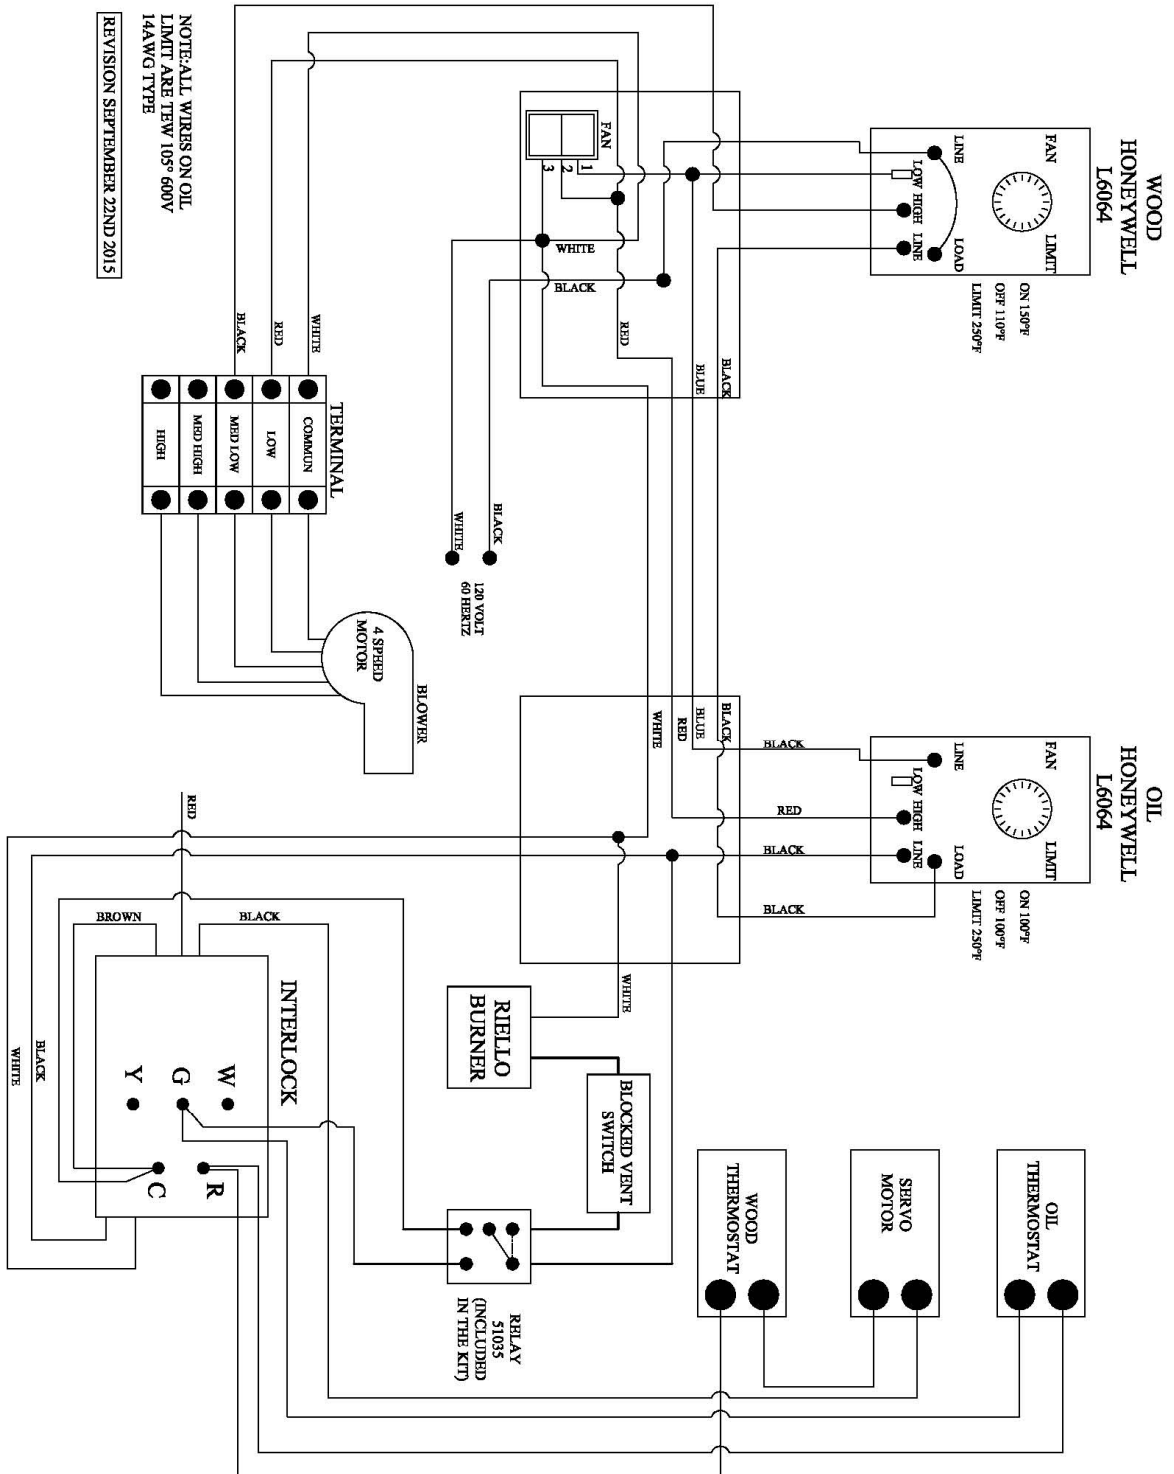 WOOD
HONEYWELL
L6064
FAN
LIMIT
LINE
LOW
HIGH
LINE
LOAD
ON 150°F
OFF 110°F
LIMIT 250°F
FAN
1
2
3
WHITE
BLACK
RED
BLUE
BLACK
NOTE:ALL WIRES ON OIL
LIMIT ARE TEW 105° 600V
14AWG TYPE
REVISION SEPTEMBER 22ND 2015
WHITE
RED
BLACK
TERMINAL
COMMUN
LOW
MED LOW
MED HIGH
HIGH
BLACK
WHITE
120 VOLT
60 HERTZ
4 SPEED
MOTOR
BLOWER
OIL
HONEYWELL
L6064
FAN
LIMIT
LINE
LOW
HIGH
LINE
LOAD
ON 100°F
OFF 100°F
LIMIT 250°F
BLACK
BLUE
RED
WHITE
BLACK
RED
BLACK
BLACK
RED
BROWN
BLACK
BLACK
WHITE
WHITE
INTERLOCK
W
G
Y
R
C
RIELLO
BURNER
BLOCKED VENT
SWITCH
RELAY
51035
(INCLUDED
IN THE KIT)
WOOD
THERMOSTAT
SERVO
MOTOR
OIL
THERMOSTAT